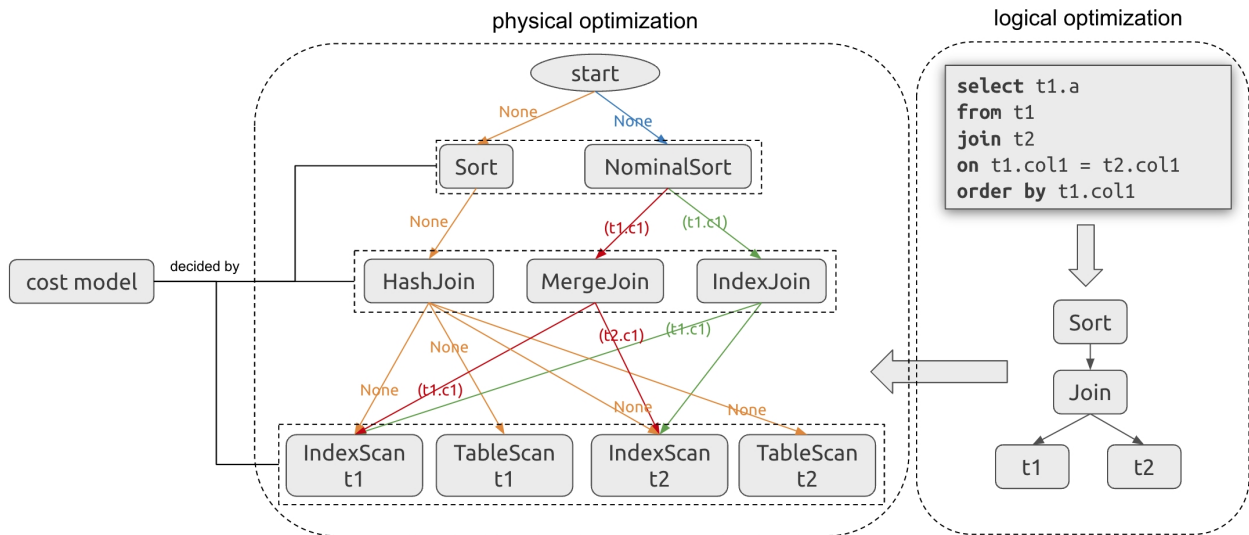 physical optimization
logical optimization
start
None
None
Sort
NominalSort
None
(t1.c1)
(t1.c1)
cost model
decided by
HashJoin
MergeJoin
IndexJoin
None
None
(t1.c1)
(t2.c1)
(t1.c1)
None
None
IndexScan
t1
TableScan
t1
IndexScan
t2
TableScan
t2
select t1.a
from t1
join t2
on t1.col1 = t2.col1
order by t1.col1
Sort
Join
t1
t2